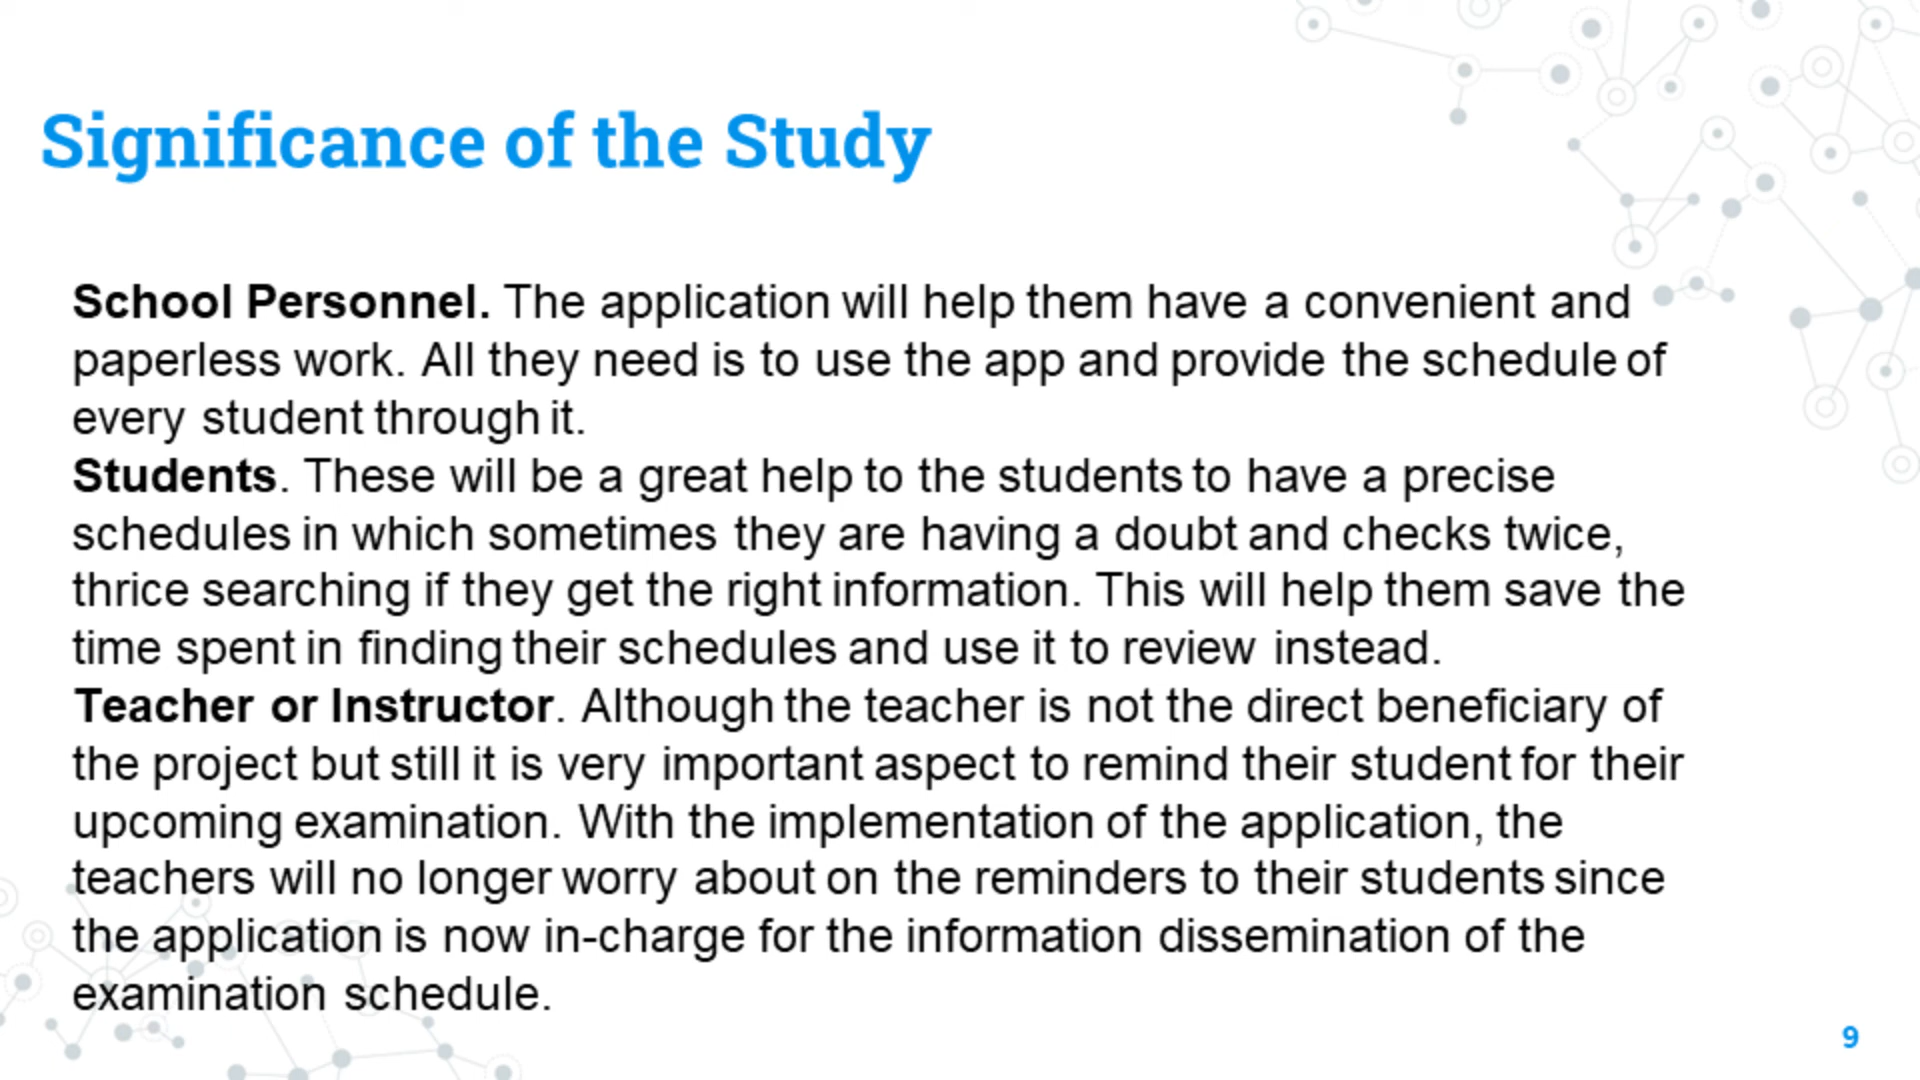 Significance of the Study
School Personnel. The application will help them have a convenient and
paperless work. All they need is to use the app and provide the schedule of
every student through it.
Students. These will be a great help to the students to have a precise
schedules in which sometimes they are having a doubt and checks twice,
thrice searching if they get the right information. This will help them save the
time spent in finding their schedules and use it to review instead.
Teacher or Instructor. Although the teacher is not the direct beneficiary of
the project but still it is very important aspect to remind their student for their
upcoming examination. With the implementation of the application, the
teachers will no longer worry about on the reminders to their students since
the application is now in-charge for the information dissemination of the
examination schedule.
9